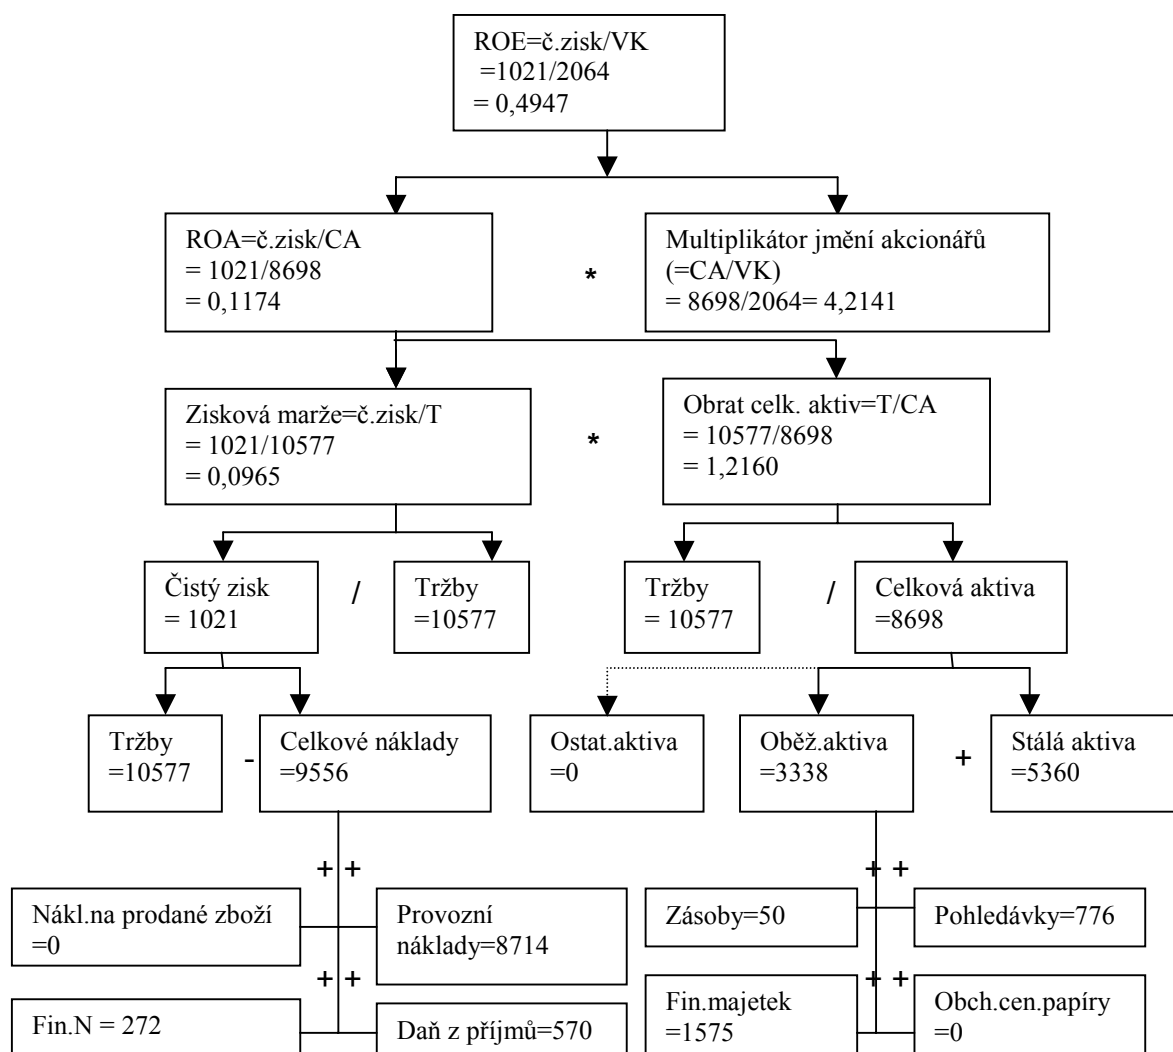 ROE=č.zisk/VK
=1021/2064
= 0,4947
ROA=č.zisk/CA
= 1021/8698
= 0,1174
*
Multiplikátor jmění akcionářů
(=CA/VK)
= 8698/2064= 4,2141
Zisková marže=č.zisk/T
= 1021/10577
= 0,0965
*
Obrat celk. aktiv=T/CA
= 10577/8698
= 1,2160
Čistý zisk
= 1021
/
Tržby
=10577
Tržby
= 10577
/
Celková aktiva
=8698
Tržby
=10577
-
Celkové náklady
=9556
Ostat.aktiva
=0
Oběž.aktiva
=3338
+
Stálá aktiva
=5360
+ +
+ +
Nákl.na prodané zboží
=0
Provozní
náklady=8714
Zásoby=50
Pohledávky=776
+ +
+ +
Fin.N = 272
Daň z příjmů=570
Fin.majetek
=1575
Obch.cen.papíry
=0